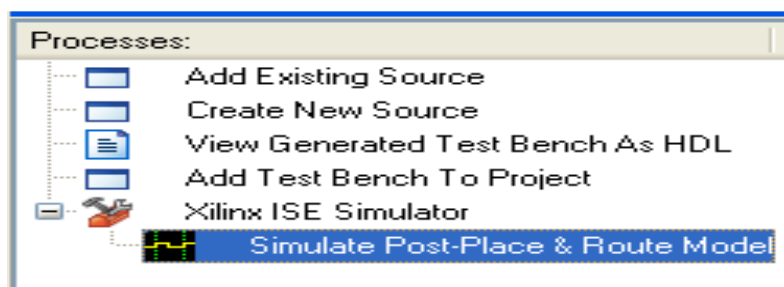 Processes:
Add Existing Source
Create New Source
View Generated Test Bench As HDL
Add Test Bench To Project
Xilinx ISE Simulator
Simulate Post-Place & Route Model